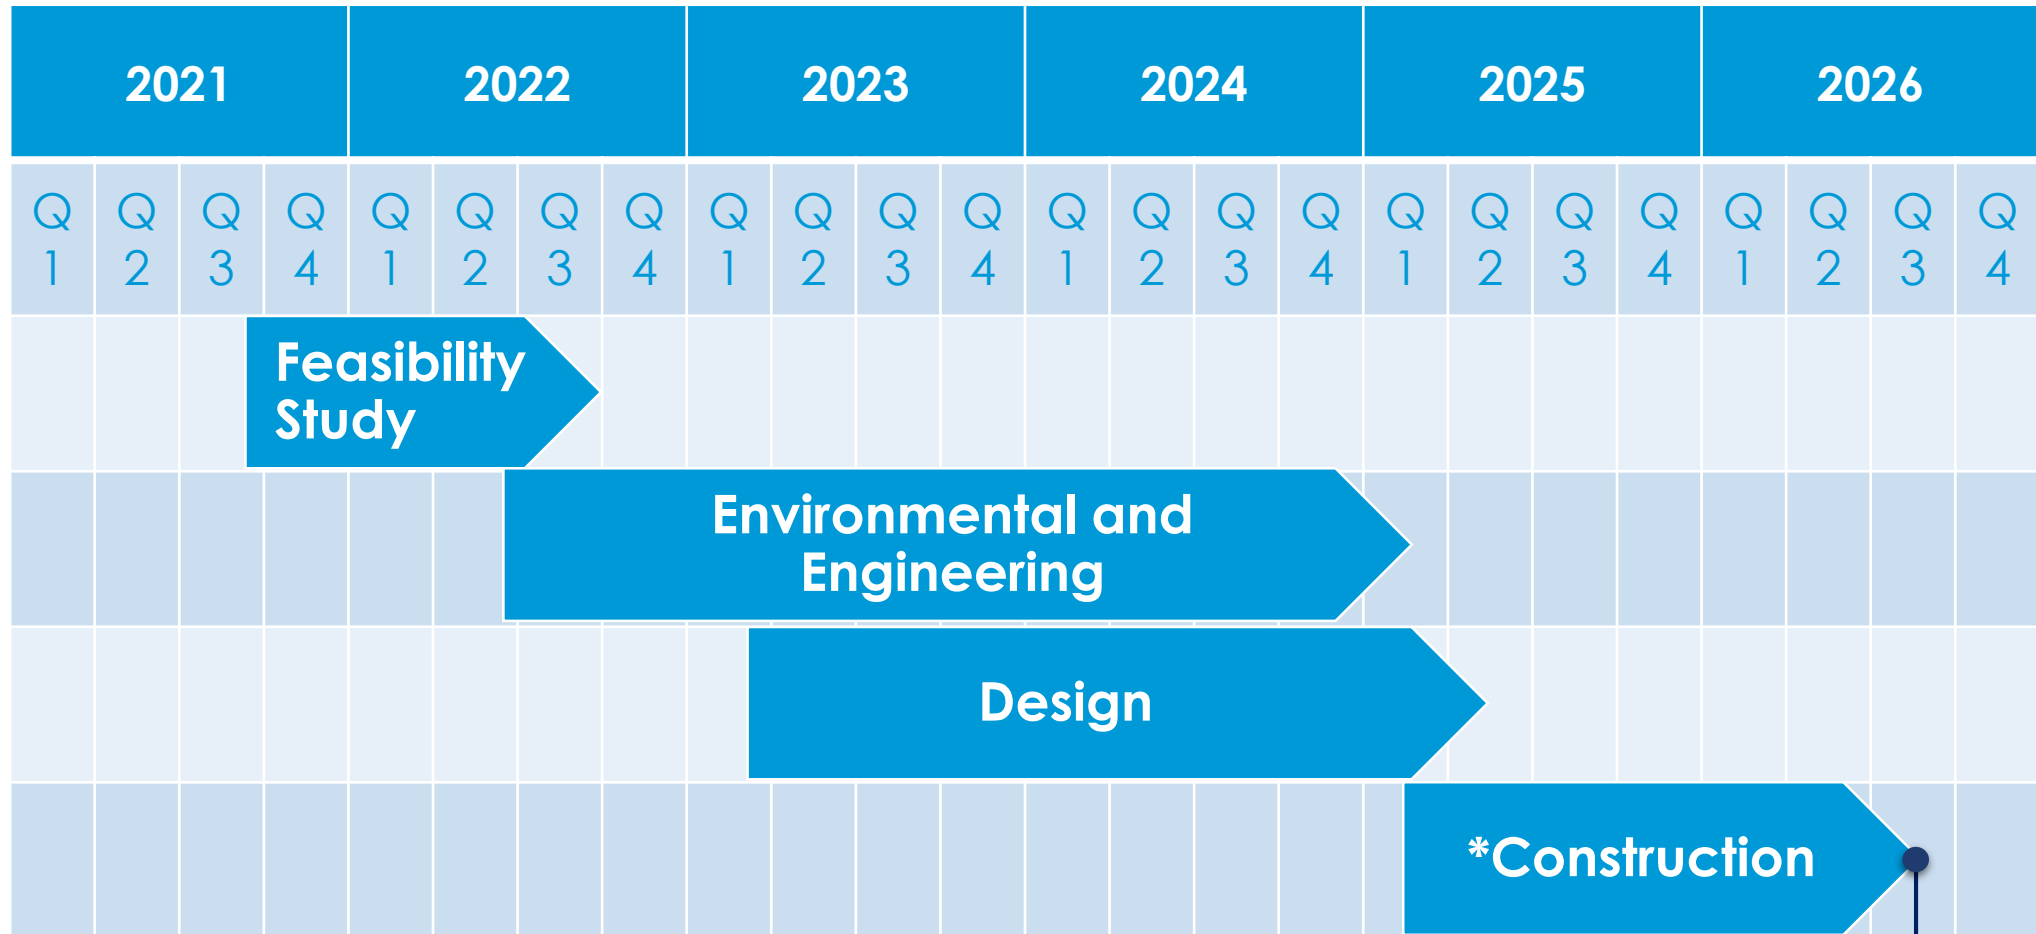 2021 2022 2023 2024 2025 2026
Q Q Q Q Q Q Q Q Q Q Q Q Q Q Q Q Q Q Q Q Q Q Q Q
1 2 3 4 1 2 3 4 1 2 3 4 1 2 3 4 1 2 3 4 1 2 3 4
Feasibility
Study
Environmental and
Engineering
Design
*Construction